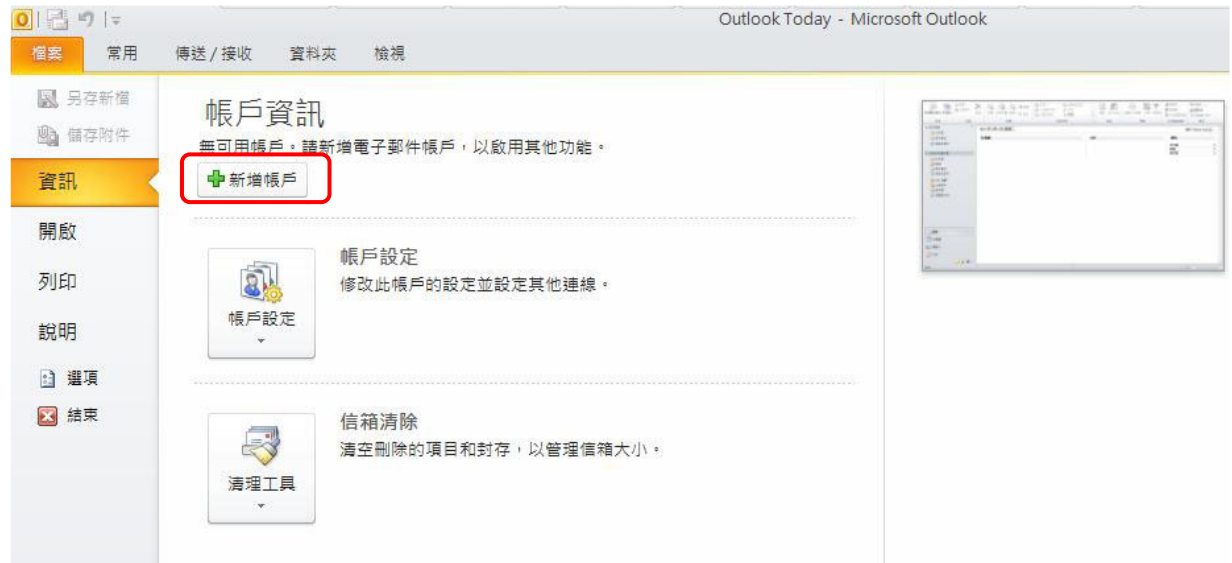 Outlook Today - Microsoft Outlook
檔案 常用 傳送 / 接收 資料夾 檢視
另存新檔
儲存附件
資訊
開啟
列印
說明
選項
結束
帳戶資訊
無可用帳戶。請新增電子郵件帳戶，以啟用其他功能。
新增帳戶
帳戶設定
帳戶設定
修改此帳戶的設定並設定其他連線。
清理工具
信箱清除
清空刪除的項目和封存，以管理信箱大小。